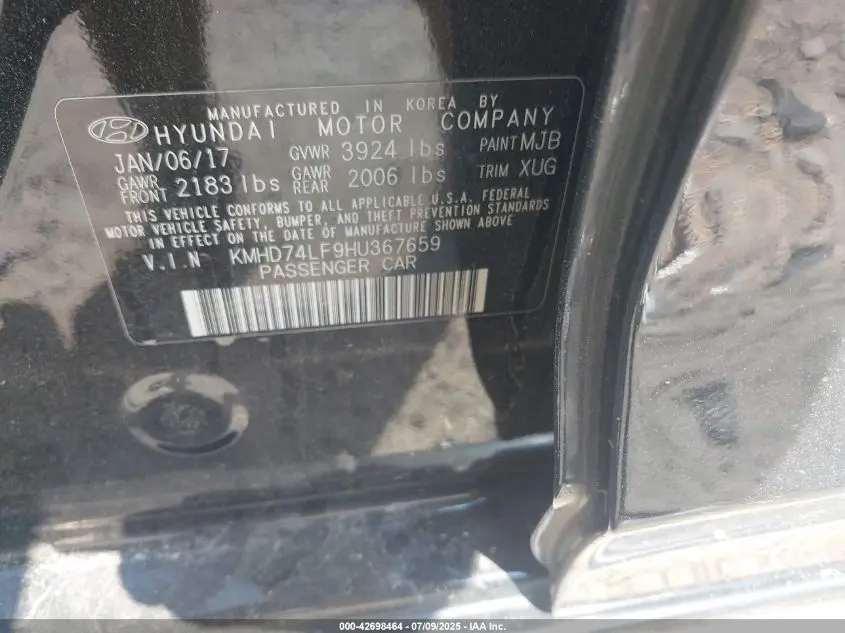 MANUFACTURED IN KOREA BY
HYUNDAI MOTOR COMPANY
JAN/06/17 GVWR 3924 lbs PAINT MJB
GAWR FRONT 2183 lbs GAWR REAR 2006 lbs TRIM XUG
THIS VEHICLE CONFORMS TO ALL APPLICABLE U.S.A. FEDERAL
MOTOR VEHICLE SAFETY, BUMPER, AND THEFT PREVENTION STANDARDS
IN EFFECT ON THE DATE OF MANUFACTURE SHOWN ABOVE
V.I.N KMHD74LF9HU367659
PASSENGER CAR
000-42698464 | 07/09/2025 - IAA Inc.